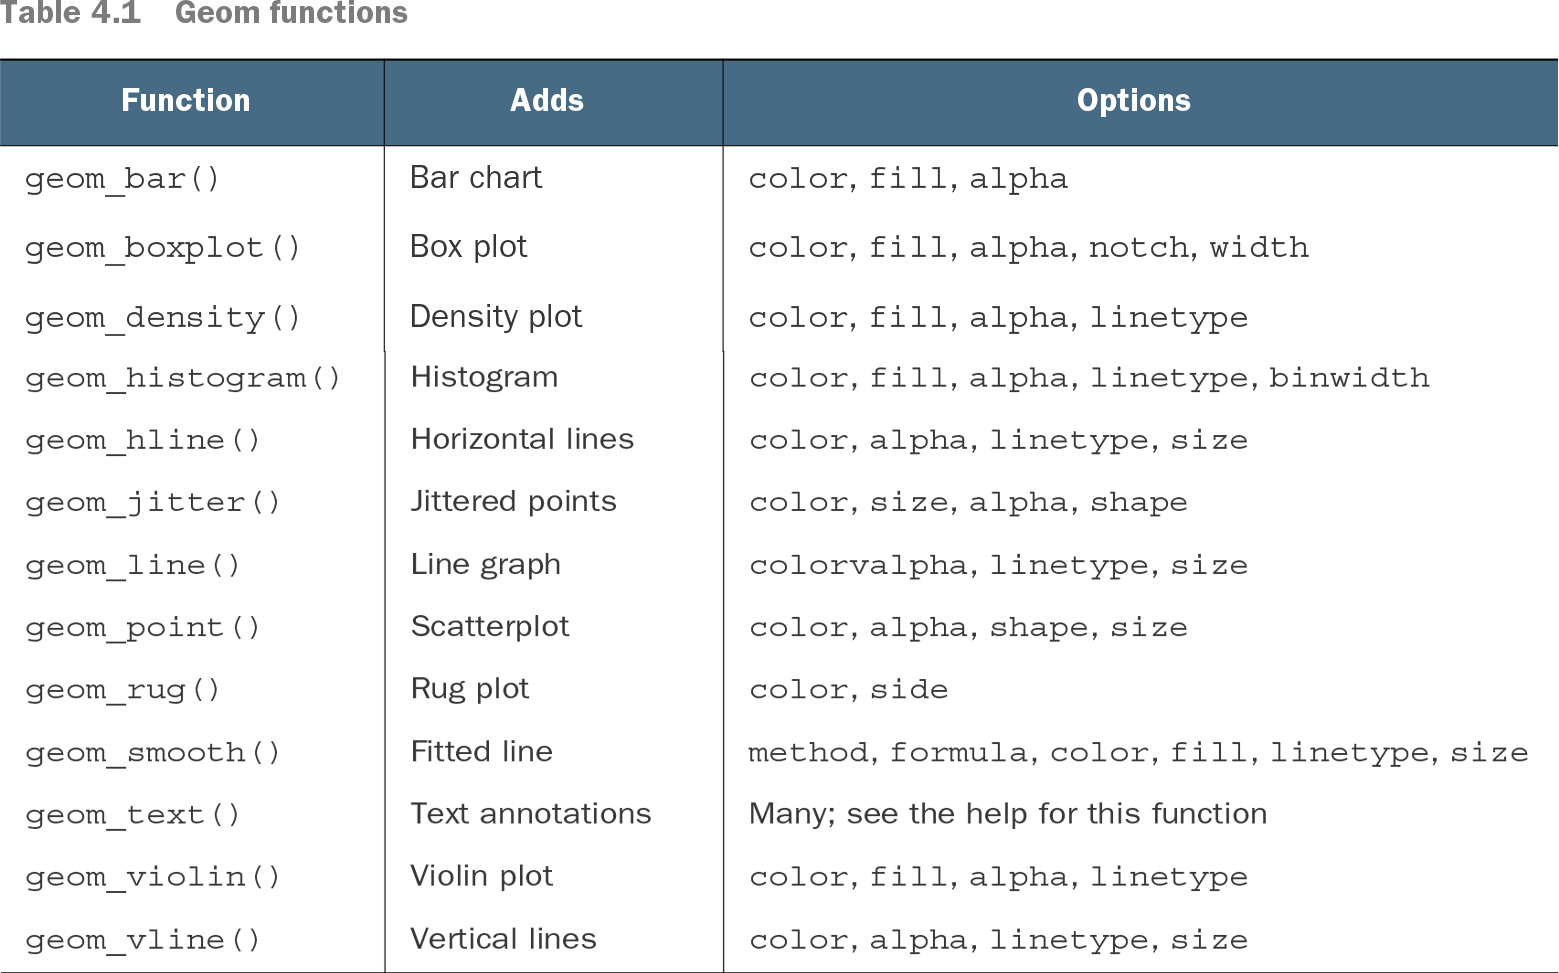 Table 4.1 Geom functions
Function Adds Options
geom_bar() Bar chart color, fill, alpha
geom_boxplot() Box plot color, fill, alpha, notch, width
geom_density() Density plot color, fill, alpha, linetype
geom_histogram() Histogram color, fill, alpha, linetype, binwidth
geom_hline() Horizontal lines color, alpha, linetype, size
geom_jitter() Jittered points color, size, alpha, shape
geom_line() Line graph colorvalpha, linetype, size
geom_point() Scatterplot color, alpha, shape, size
geom_rug() Rug plot color, side
geom_smooth() Fitted line method, formula, color, fill, linetype, size
geom_text() Text annotations Many; see the help for this function
geom_violin() Violin plot color, fill, alpha, linetype
geom_vline() Vertical lines color, alpha, linetype, size